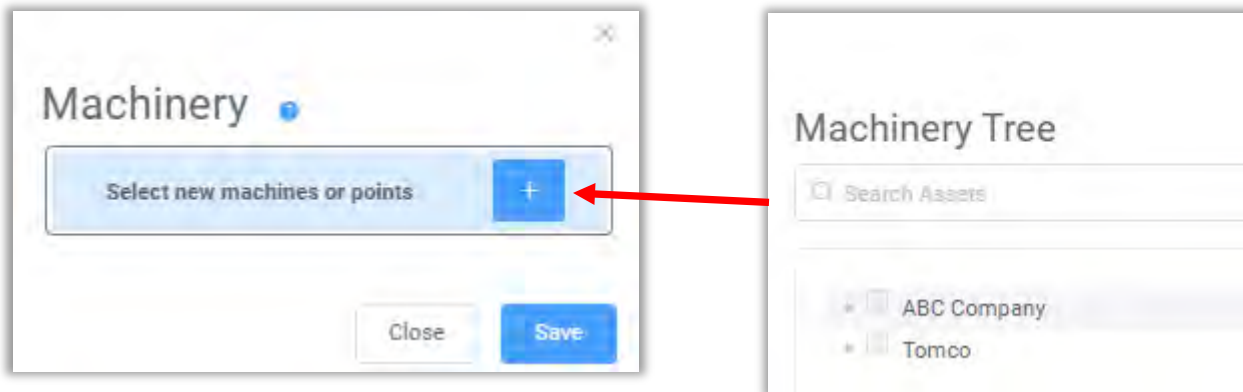 Machinery
Select new machines or points +
Close Save
Machinery Tree
Search Assets
ABC Company
Tomco